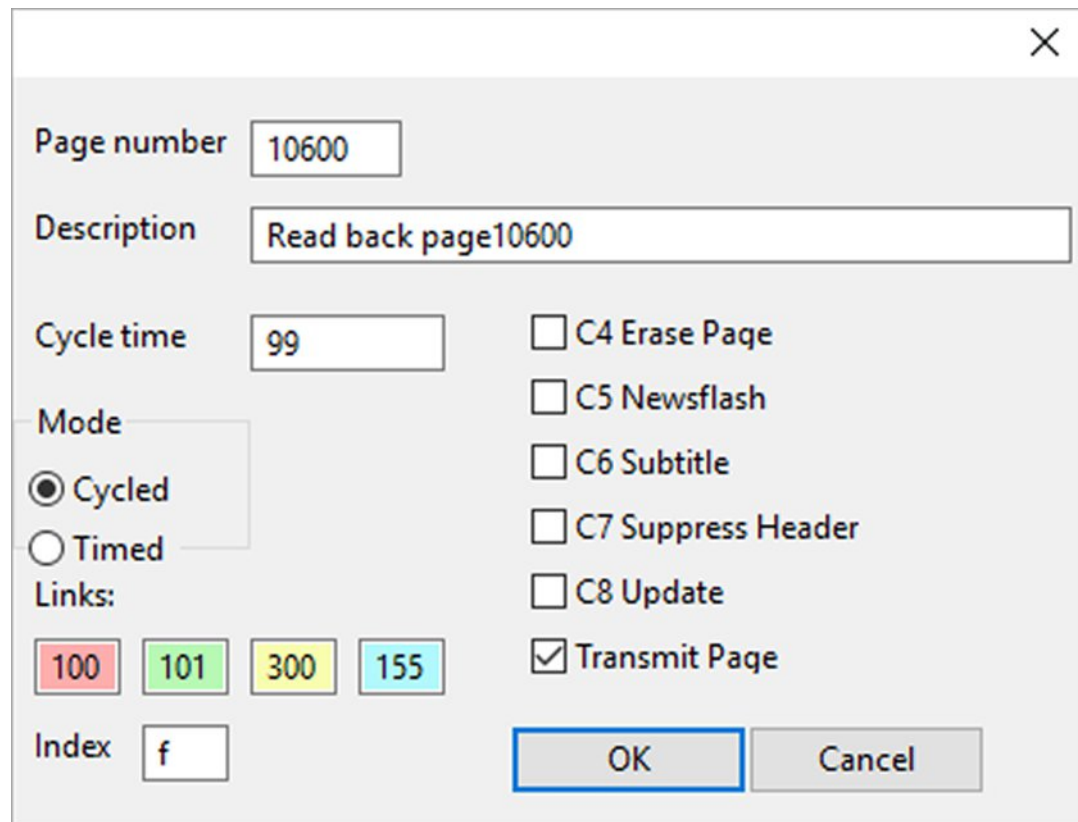 Page number 10600
Description Read back page10600
Cycle time 99
Mode
Cycled
Timed
Links:
100 101 300 155
Index f
C4 Erase Page
C5 Newsflash
C6 Subtitle
C7 Suppress Header
C8 Update
Transmit Page
OK Cancel